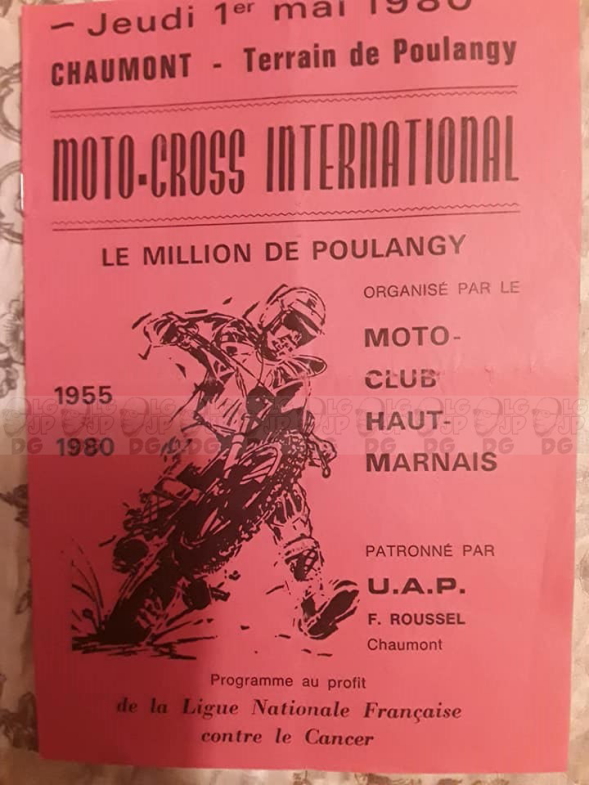 - Jeudi 1er mai 1980
CHAUMONT - Terrain de Poulangy
MOTO-CROSS INTERNATIONAL
LE MILLION DE POULANGY
ORGANISÉ PAR LE
MOTO-
CLUB
HAUT-
MARNAIS
1955
1980
PATRONNÉ PAR
U.A.P.
F. ROUSSEL
Chaumont
Programme au profit
de la Ligue Nationale Française
contre le Cancer